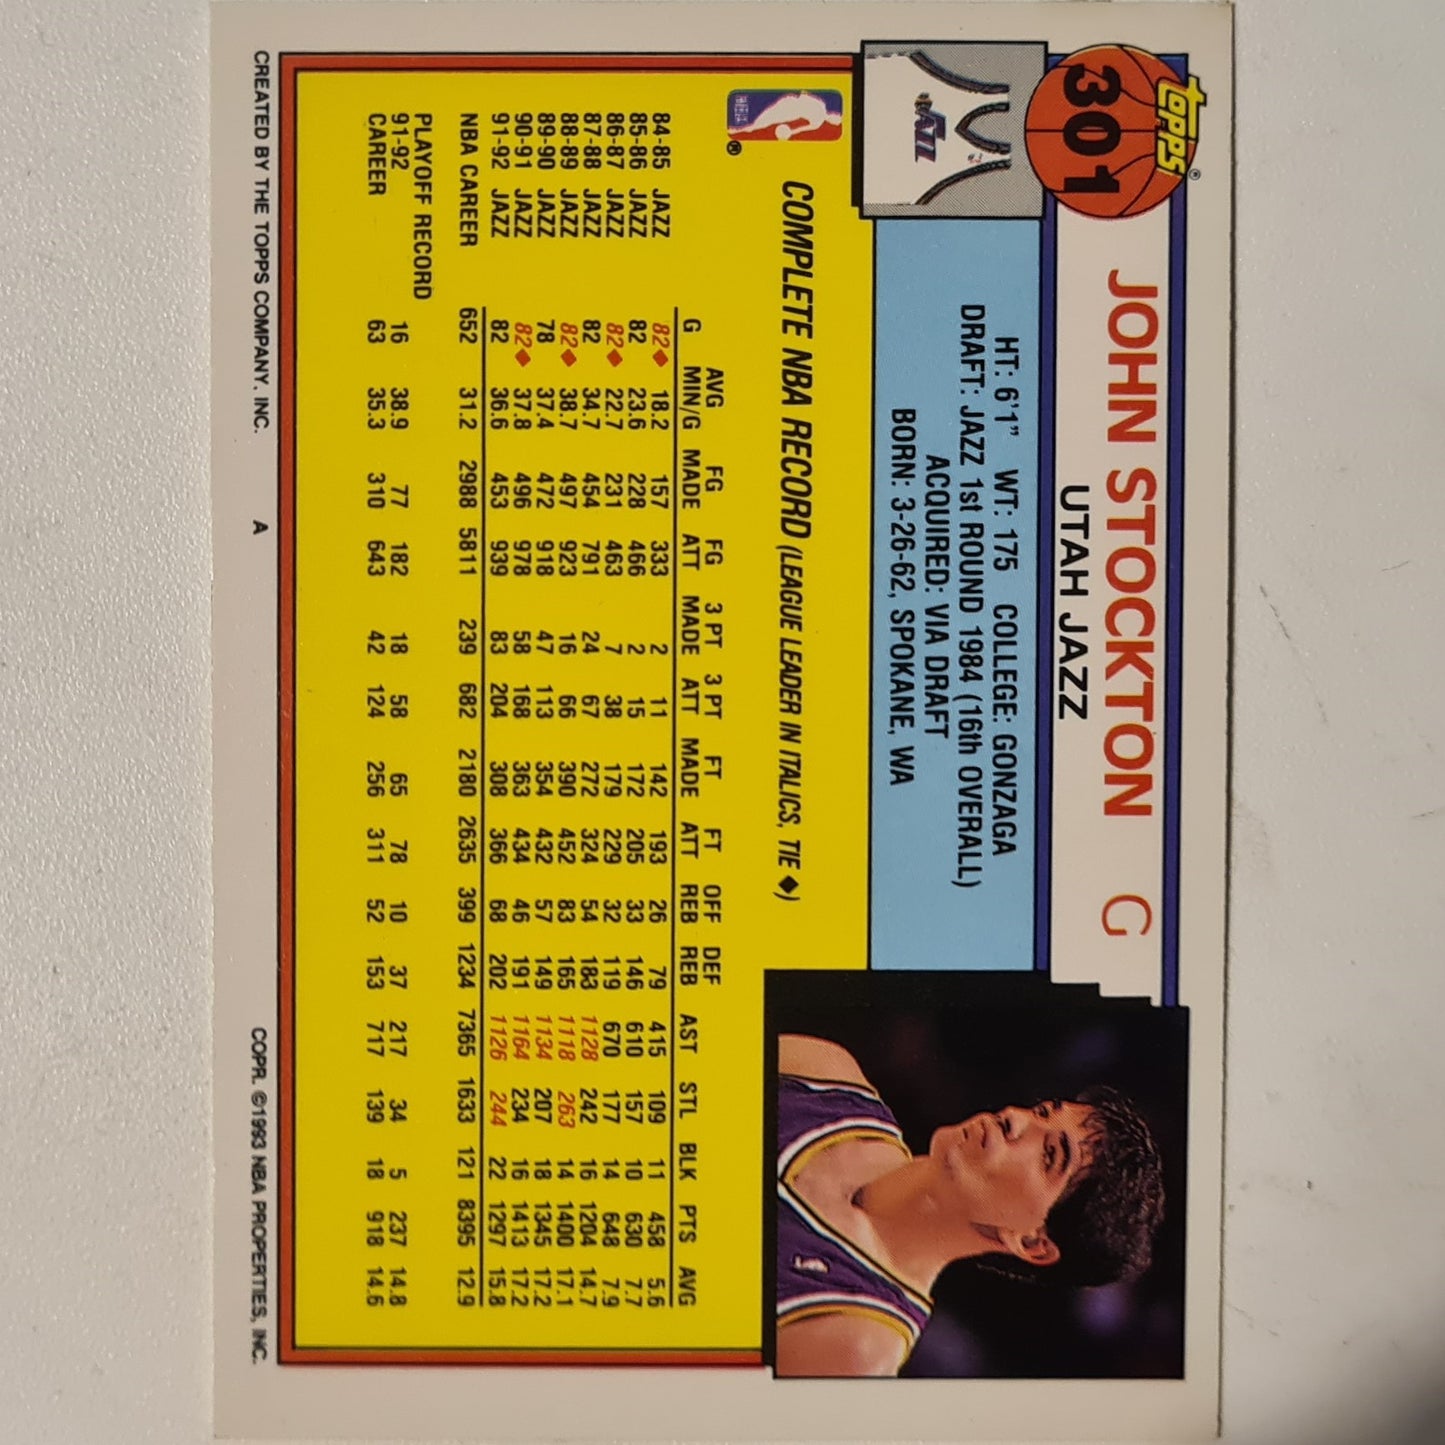 topps®
301
JOHN STOCKTON G
UTAH JAZZ
JAZZ
HT: 6'1" WT: 175 COLLEGE: GONZAGA
DRAFT: JAZZ 1st ROUND 1984 (16th OVERALL)
ACQUIRED: VIA DRAFT
BORN: 3-26-62, SPOKANE, WA
NBA ®
COMPLETE NBA RECORD (LEAGUE LEADER IN ITALICS, TIE ◆)
AVG FG FG 3 PT 3 PT FT FT OFF DEF
G MIN/G MADE ATT MADE ATT MADE ATT REB REB AST STL BLK PTS AVG
84-85 JAZZ 82◆ 18.2 157 333 2 11 142 193 26 79 415 109 11 458 5.6
85-86 JAZZ 82 23.6 228 466 2 15 172 205 33 146 610 157 10 630 7.7
86-87 JAZZ 82◆ 22.7 231 463 7 38 179 229 32 119 670 177 14 648 7.9
87-88 JAZZ 82 34.7 454 791 24 67 272 324 54 183 1128 242 16 1204 14.7
88-89 JAZZ 82◆ 38.7 497 923 16 66 390 452 83 165 1118 263 14 1400 17.1
89-90 JAZZ 78 37.4 472 918 47 113 354 432 57 149 1134 207 18 1345 17.2
90-91 JAZZ 82◆ 37.8 496 978 58 168 363 434 46 191 1164 234 16 1413 17.2
91-92 JAZZ 82 36.6 453 939 83 204 308 366 68 202 1126 244 22 1297 15.8
NBA CAREER 652 31.2 2988 5811 239 682 2180 2635 399 1234 7365 1633 121 8395 12.9
PLAYOFF RECORD
91-92 16 38.9 77 182 18 58 65 78 10 37 217 34 5 237 14.8
CAREER 63 35.3 310 643 42 124 256 311 52 153 717 139 18 918 14.6
CREATED BY THE TOPPS COMPANY, INC. A COPR. ©1993 NBA PROPERTIES, INC.